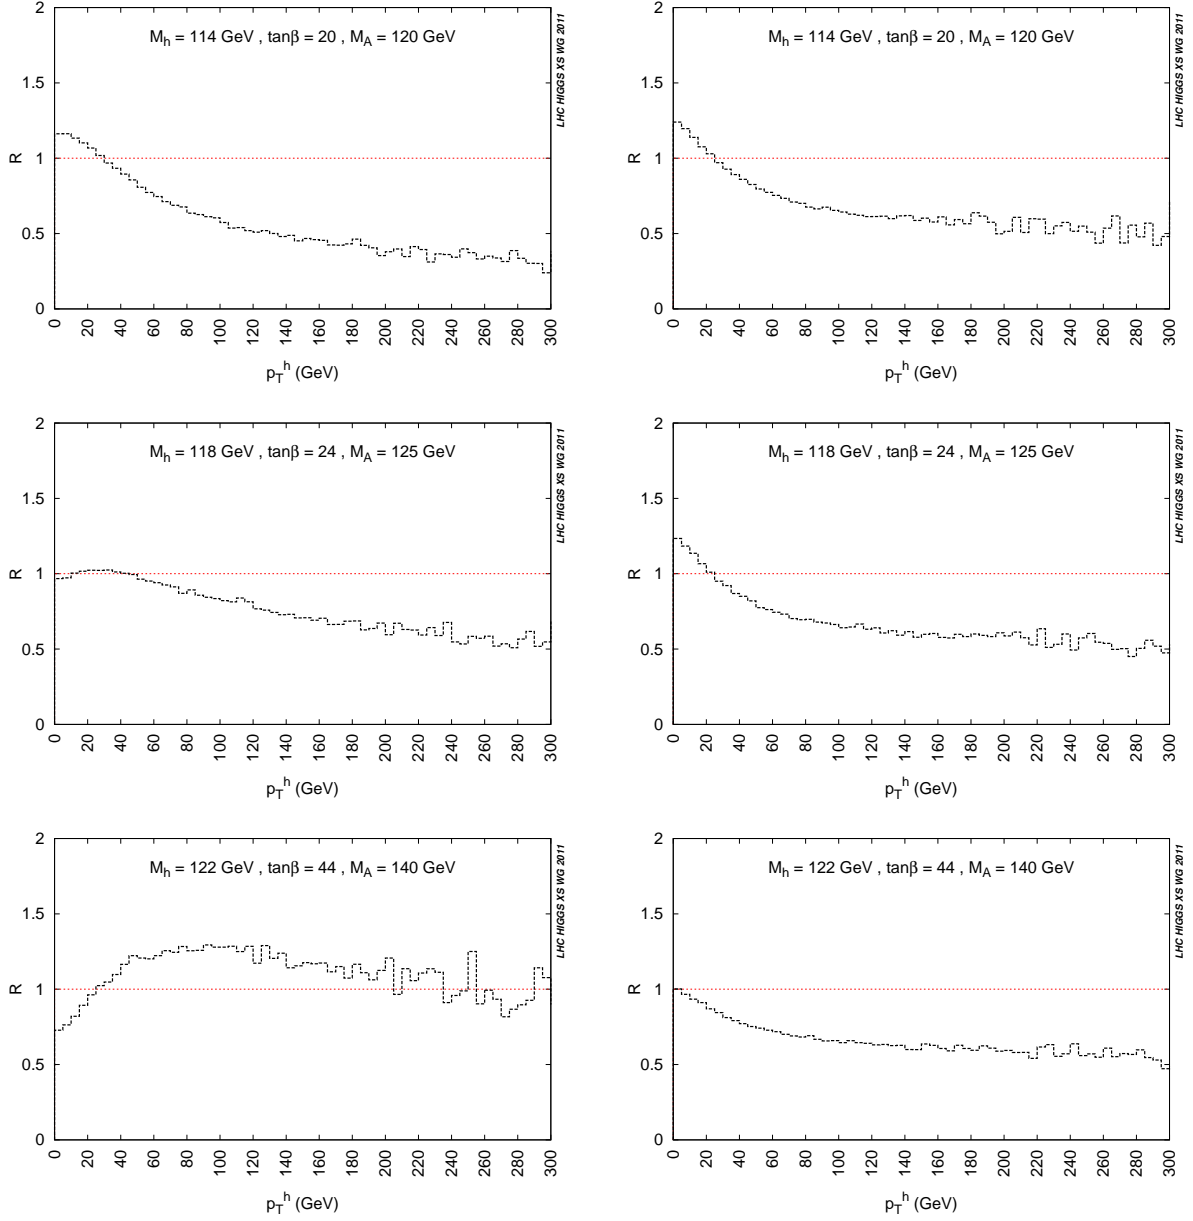 2
1.5
1
0.5
0
R
M_h = 114 GeV , tanβ = 20 , M_A = 120 GeV
0 20 40 60 80 100 120 140 160 180 200 220 240 260 280 300
p_T^h (GeV)
LHC HIGGS XS WG 2011
2
1.5
1
0.5
0
R
M_h = 114 GeV , tanβ = 20 , M_A = 120 GeV
0 20 40 60 80 100 120 140 160 180 200 220 240 260 280 300
p_T^h (GeV)
LHC HIGGS XS WG 2011
2
1.5
1
0.5
0
R
M_h = 118 GeV , tanβ = 24 , M_A = 125 GeV
0 20 40 60 80 100 120 140 160 180 200 220 240 260 280 300
p_T^h (GeV)
LHC HIGGS XS WG 2011
2
1.5
1
0.5
0
R
M_h = 118 GeV , tanβ = 24 , M_A = 125 GeV
0 20 40 60 80 100 120 140 160 180 200 220 240 260 280 300
p_T^h (GeV)
LHC HIGGS XS WG 2011
2
1.5
1
0.5
0
R
M_h = 122 GeV , tanβ = 44 , M_A = 140 GeV
0 20 40 60 80 100 120 140 160 180 200 220 240 260 280 300
p_T^h (GeV)
LHC HIGGS XS WG 2011
2
1.5
1
0.5
0
R
M_h = 122 GeV , tanβ = 44 , M_A = 140 GeV
0 20 40 60 80 100 120 140 160 180 200 220 240 260 280 300
p_T^h (GeV)
LHC HIGGS XS WG 2011